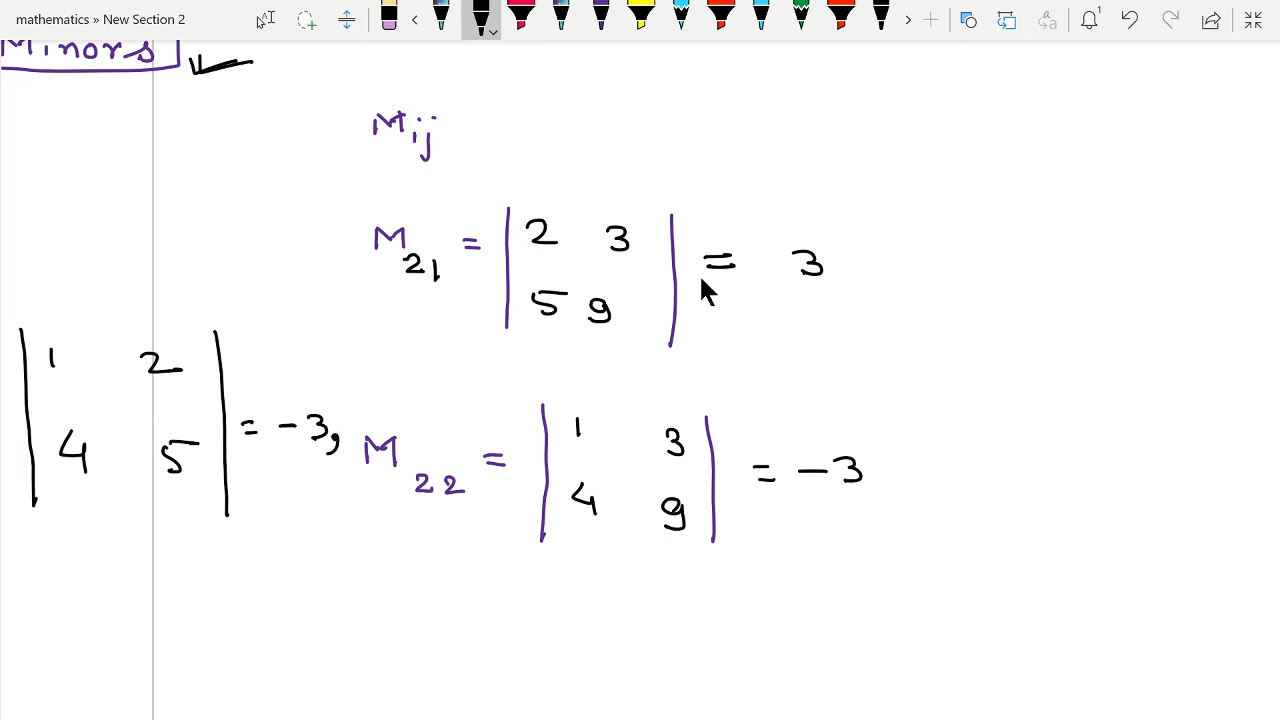 mathematics » New Section 2
Minors
Mij
M21 = | 2 3 | = 3
| 5 9 |
| 1 2 |
| 4 5 | = -3,
M22 = | 1 3 | = -3
| 4 9 |